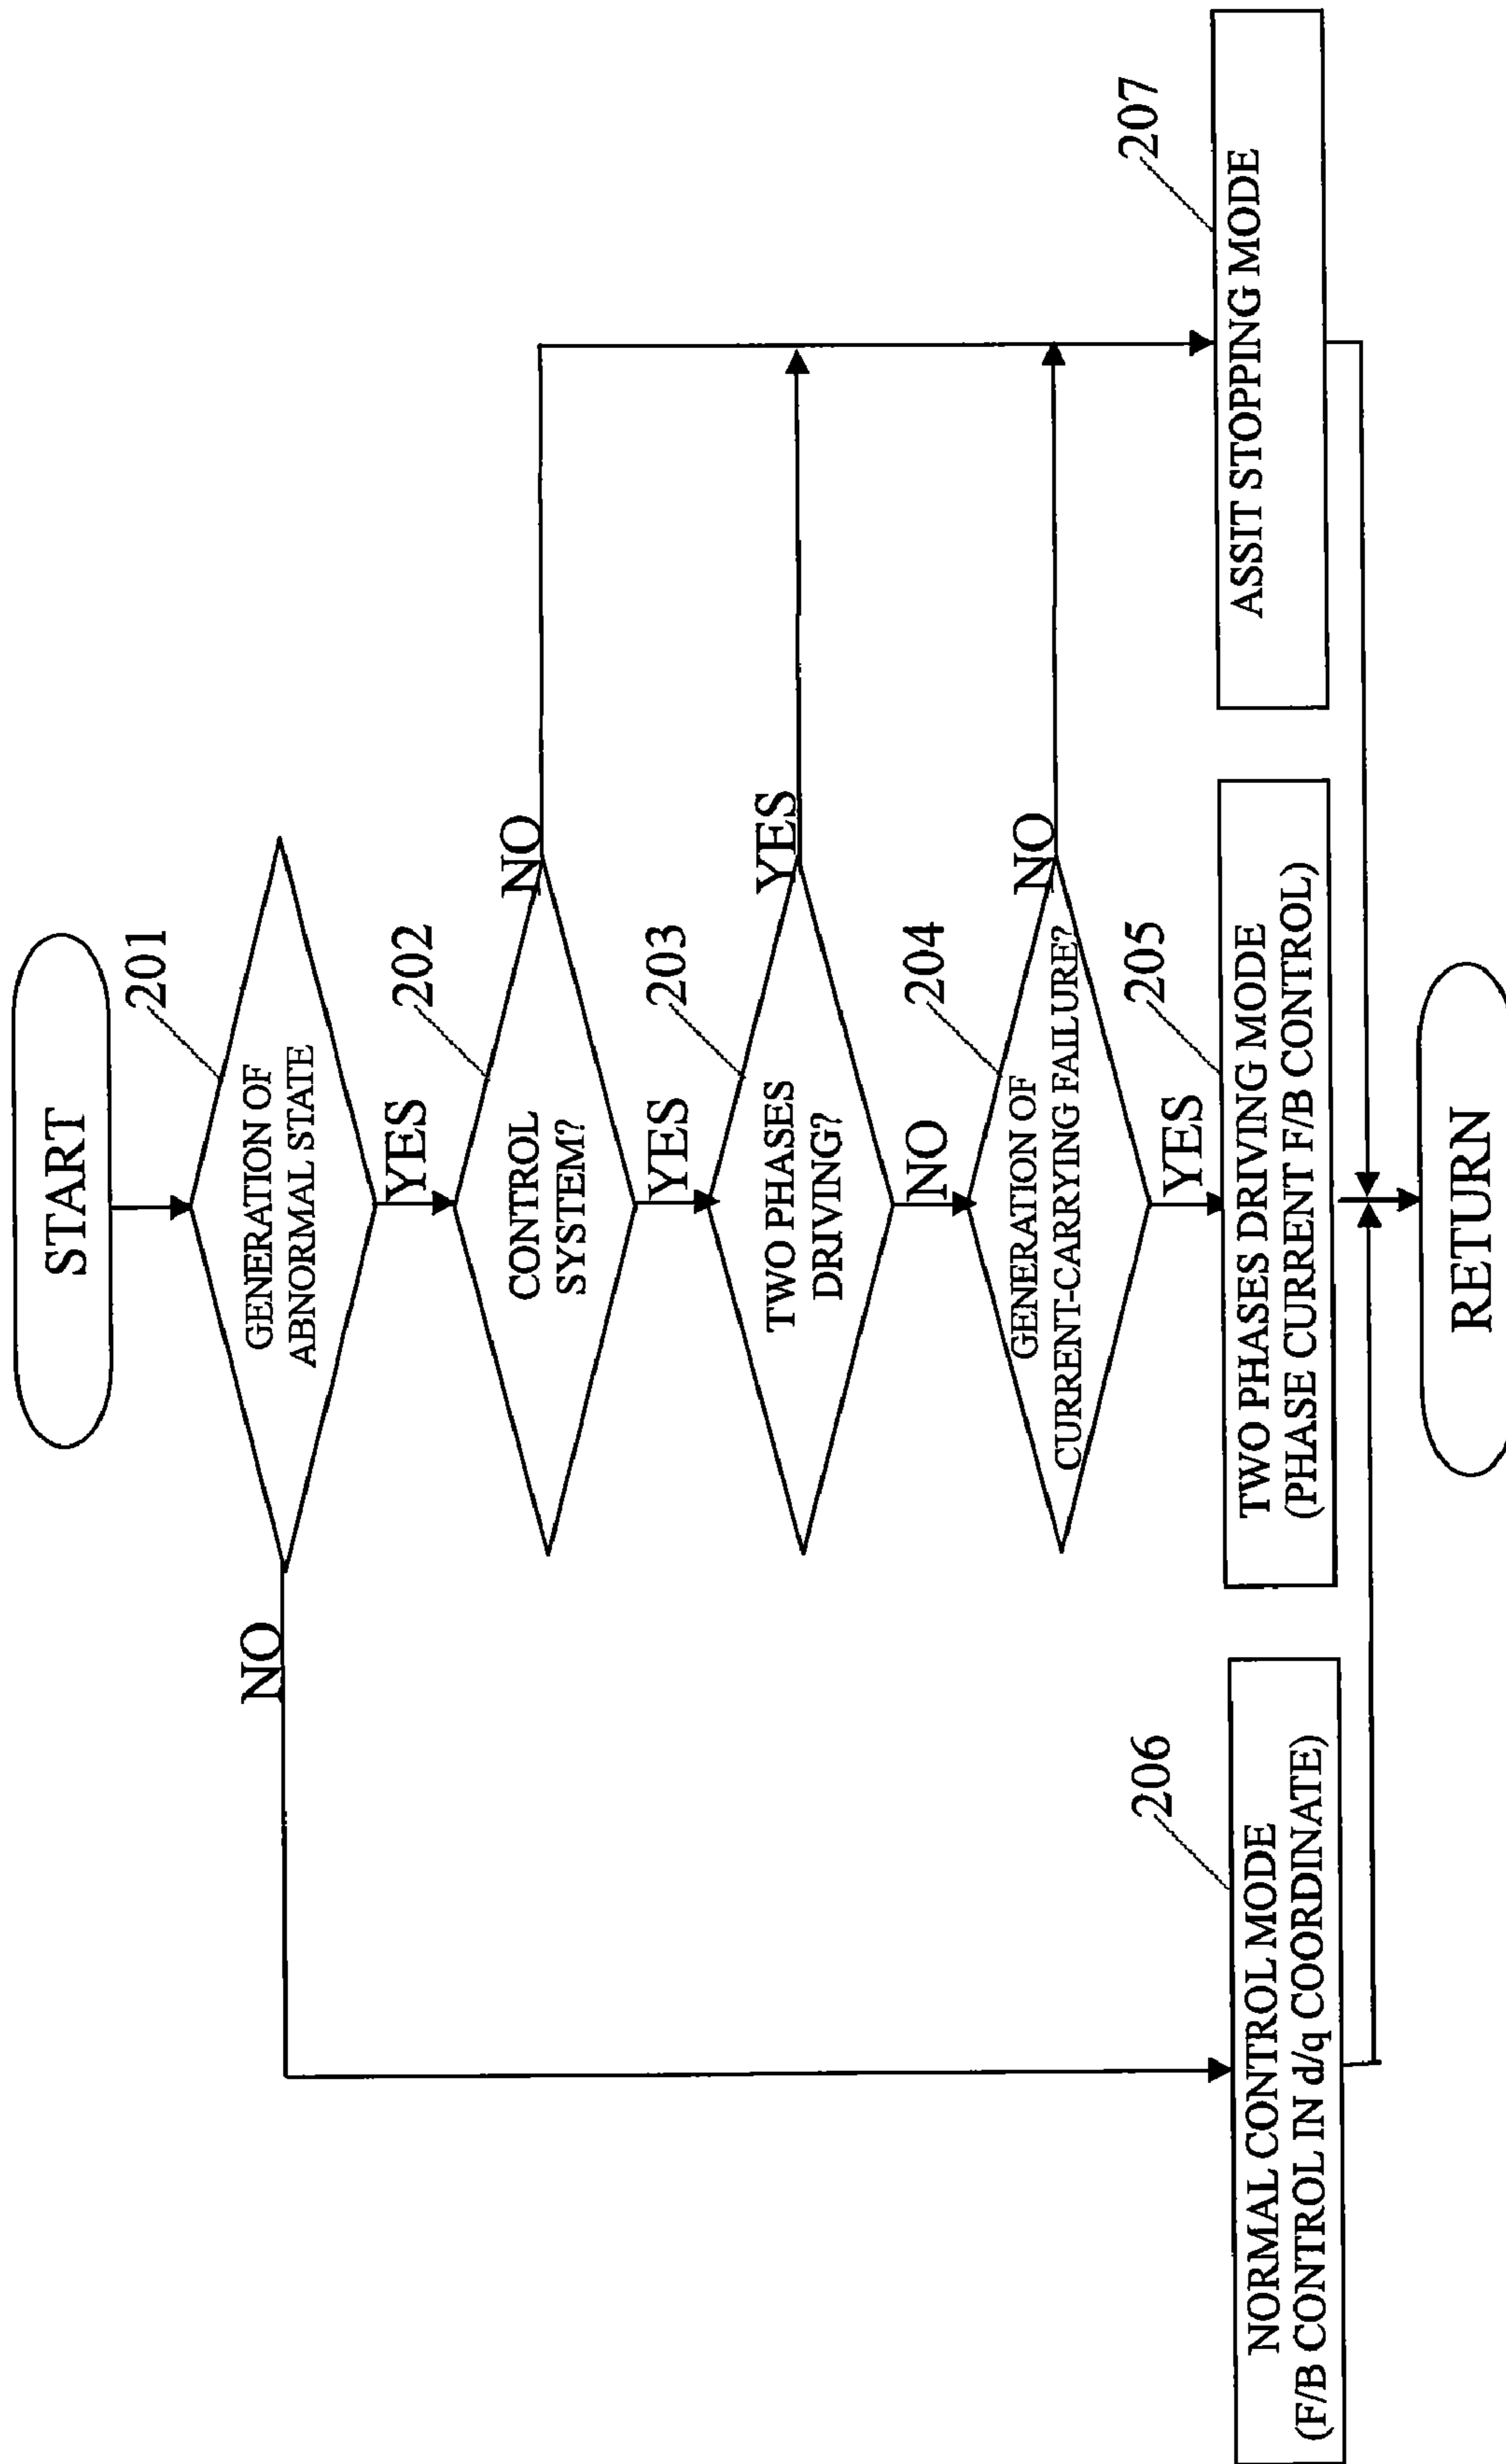 START
201
GENERATION OF
ABNORMAL STATE
NO
YES
202
CONTROL
SYSTEM?
NO
YES
203
TWO PHASES
DRIVING?
YES
NO
204
GENERATION OF
CURRENT-CARRYING FAILURE?
NO
YES
206
NORMAL CONTROL MODE
(F/B CONTROL IN d/q COORDINATE)
205
TWO PHASES DRIVING MODE
(PHASE CURRENT F/B CONTROL)
207
ASSIT STOPPING MODE
RETURN